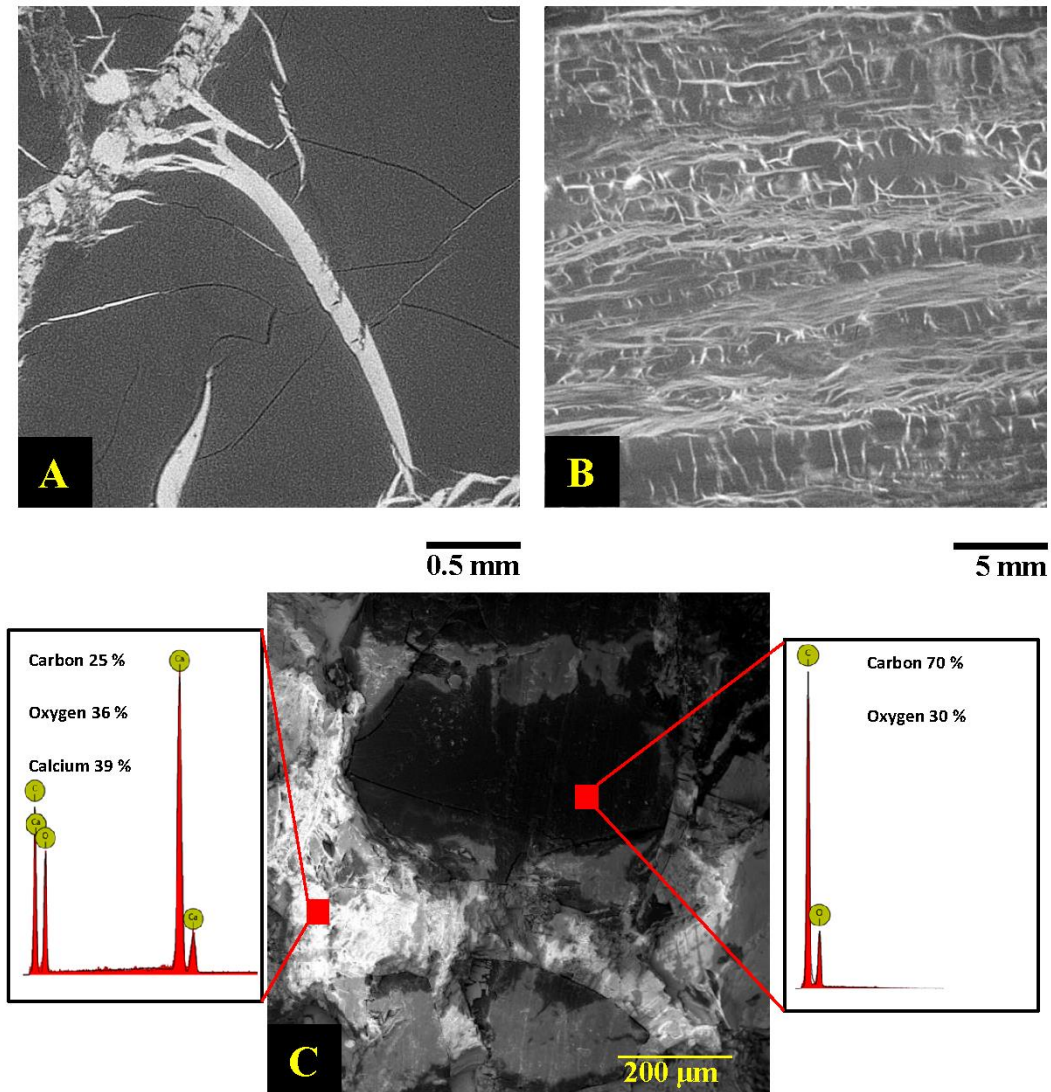 A
B
0.5 mm
5 mm
Carbon 25 %
Oxygen 36 %
Calcium 39 %
Ca
C
Ca
O
Ca
C
Carbon 70 %
Oxygen 30 %
O
C
200 μm